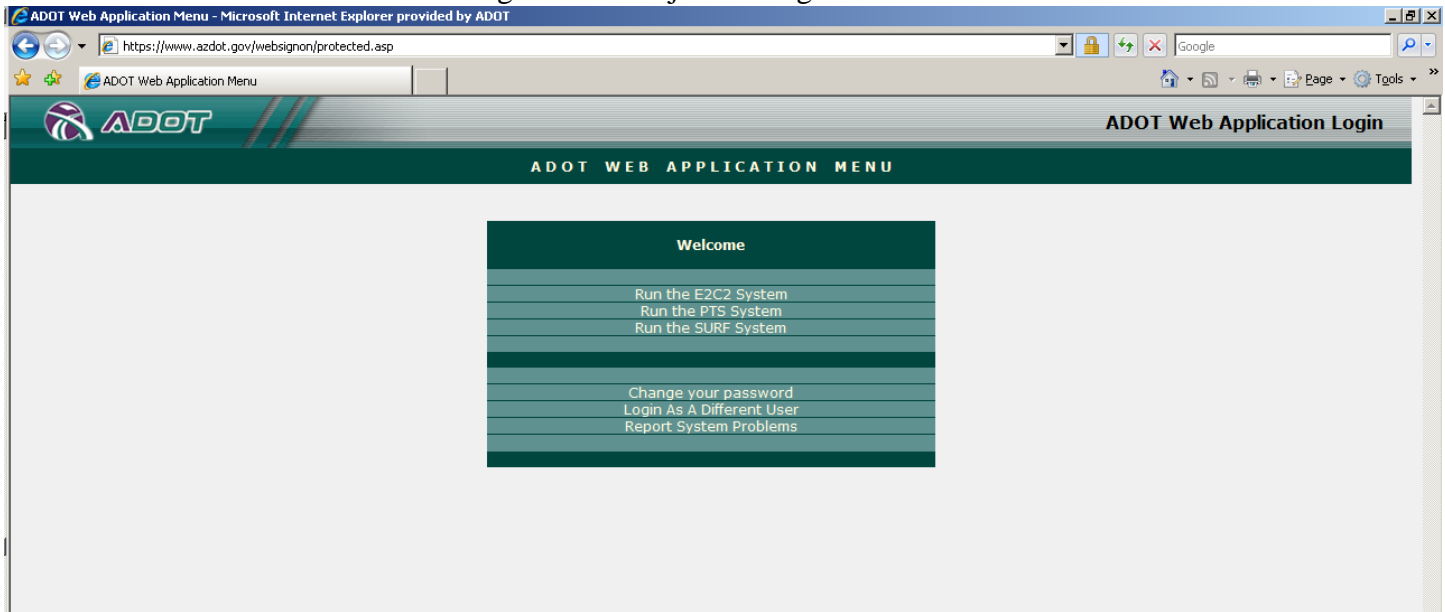 ADOT Web Application Menu - Microsoft Internet Explorer provided by ADOT
https://www.azdot.gov/websignon/protected.asp
Google
ADOT Web Application Menu
Page
Tools
ADOT
ADOT Web Application Login
ADOT WEB APPLICATION MENU
Welcome
Run the E2C2 System
Run the PTS System
Run the SURF System
Change your password
Login As A Different User
Report System Problems